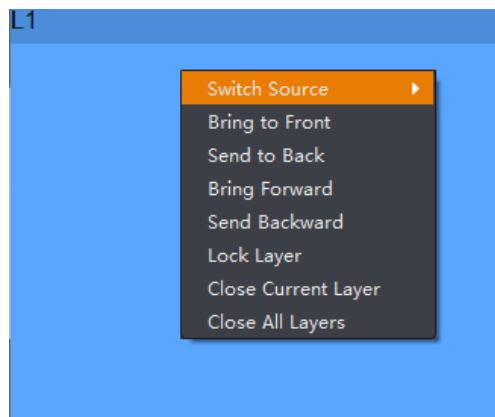 L1
Switch Source
Bring to Front
Send to Back
Bring Forward
Send Backward
Lock Layer
Close Current Layer
Close All Layers